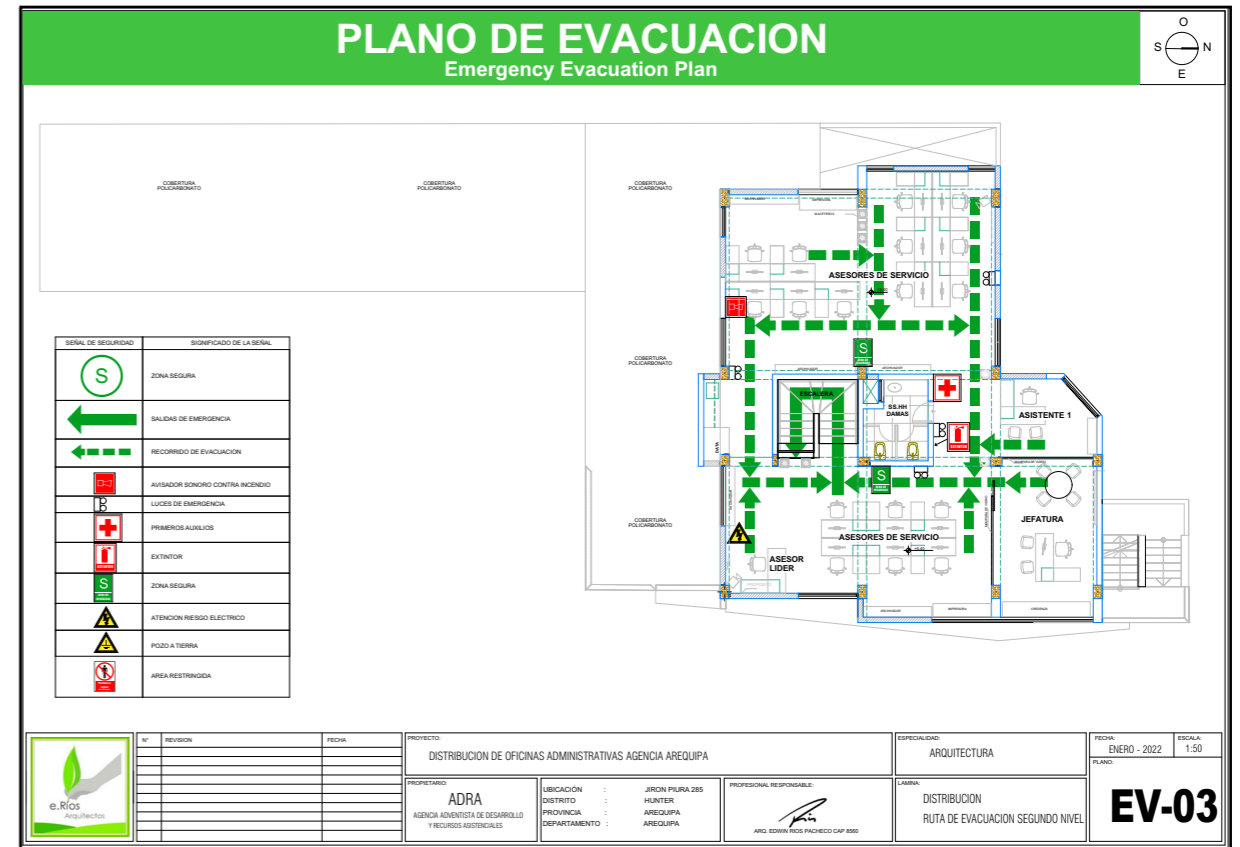 PLANO DE EVACUACION
Emergency Evacuation Plan
O
S N
E
COBERTURA
POLICARBONATO
COBERTURA
POLICARBONATO
COBERTURA
POLICARBONATO
ASESORES DE SERVICIO
COBERTURA
POLICARBONATO
S
ESCALERA
SS.HH
DAMAS
ASISTENTE 1
EXTINTOR
S
COBERTURA
POLICARBONATO
JEFATURA
ASESORES DE SERVICIO
ASESOR
LIDER
ARCHIVADOR
IMPRESORA
CREDENZA
SEÑAL DE SEGURIDAD SIGNIFICADO DE LA SEÑAL
S ZONA SEGURA
SALIDAS DE EMERGENCIA
RECORRIDO DE EVACUACION
AVISADOR SONORO CONTRA INCENDIO
LUCES DE EMERGENCIA
PRIMEROS AUXILIOS
EXTINTOR
S ZONA SEGURA
ATENCION RIESGO ELECTRICO
POZO A TIERRA
AREA RESTRINGIDA
e.Ríos
Arquitectos
N° REVISION FECHA
PROYECTO:
DISTRIBUCION DE OFICINAS ADMINISTRATIVAS AGENCIA AREQUIPA
PROPIETARIO:
ADRA
AGENCIA ADVENTISTA DE DESARROLLO
Y RECURSOS ASISTENCIALES
UBICACIÓN : JIRON PIURA 285
DISTRITO : HUNTER
PROVINCIA : AREQUIPA
DEPARTAMENTO : AREQUIPA
PROFESIONAL RESPONSABLE:
ARQ. EDWIN RIOS PACHECO CAP 8560
ESPECIALIDAD:
ARQUITECTURA
LAMINA:
DISTRIBUCION
RUTA DE EVACUACION SEGUNDO NIVEL
FECHA:
ENERO - 2022
ESCALA:
1:50
PLANO:
EV-03